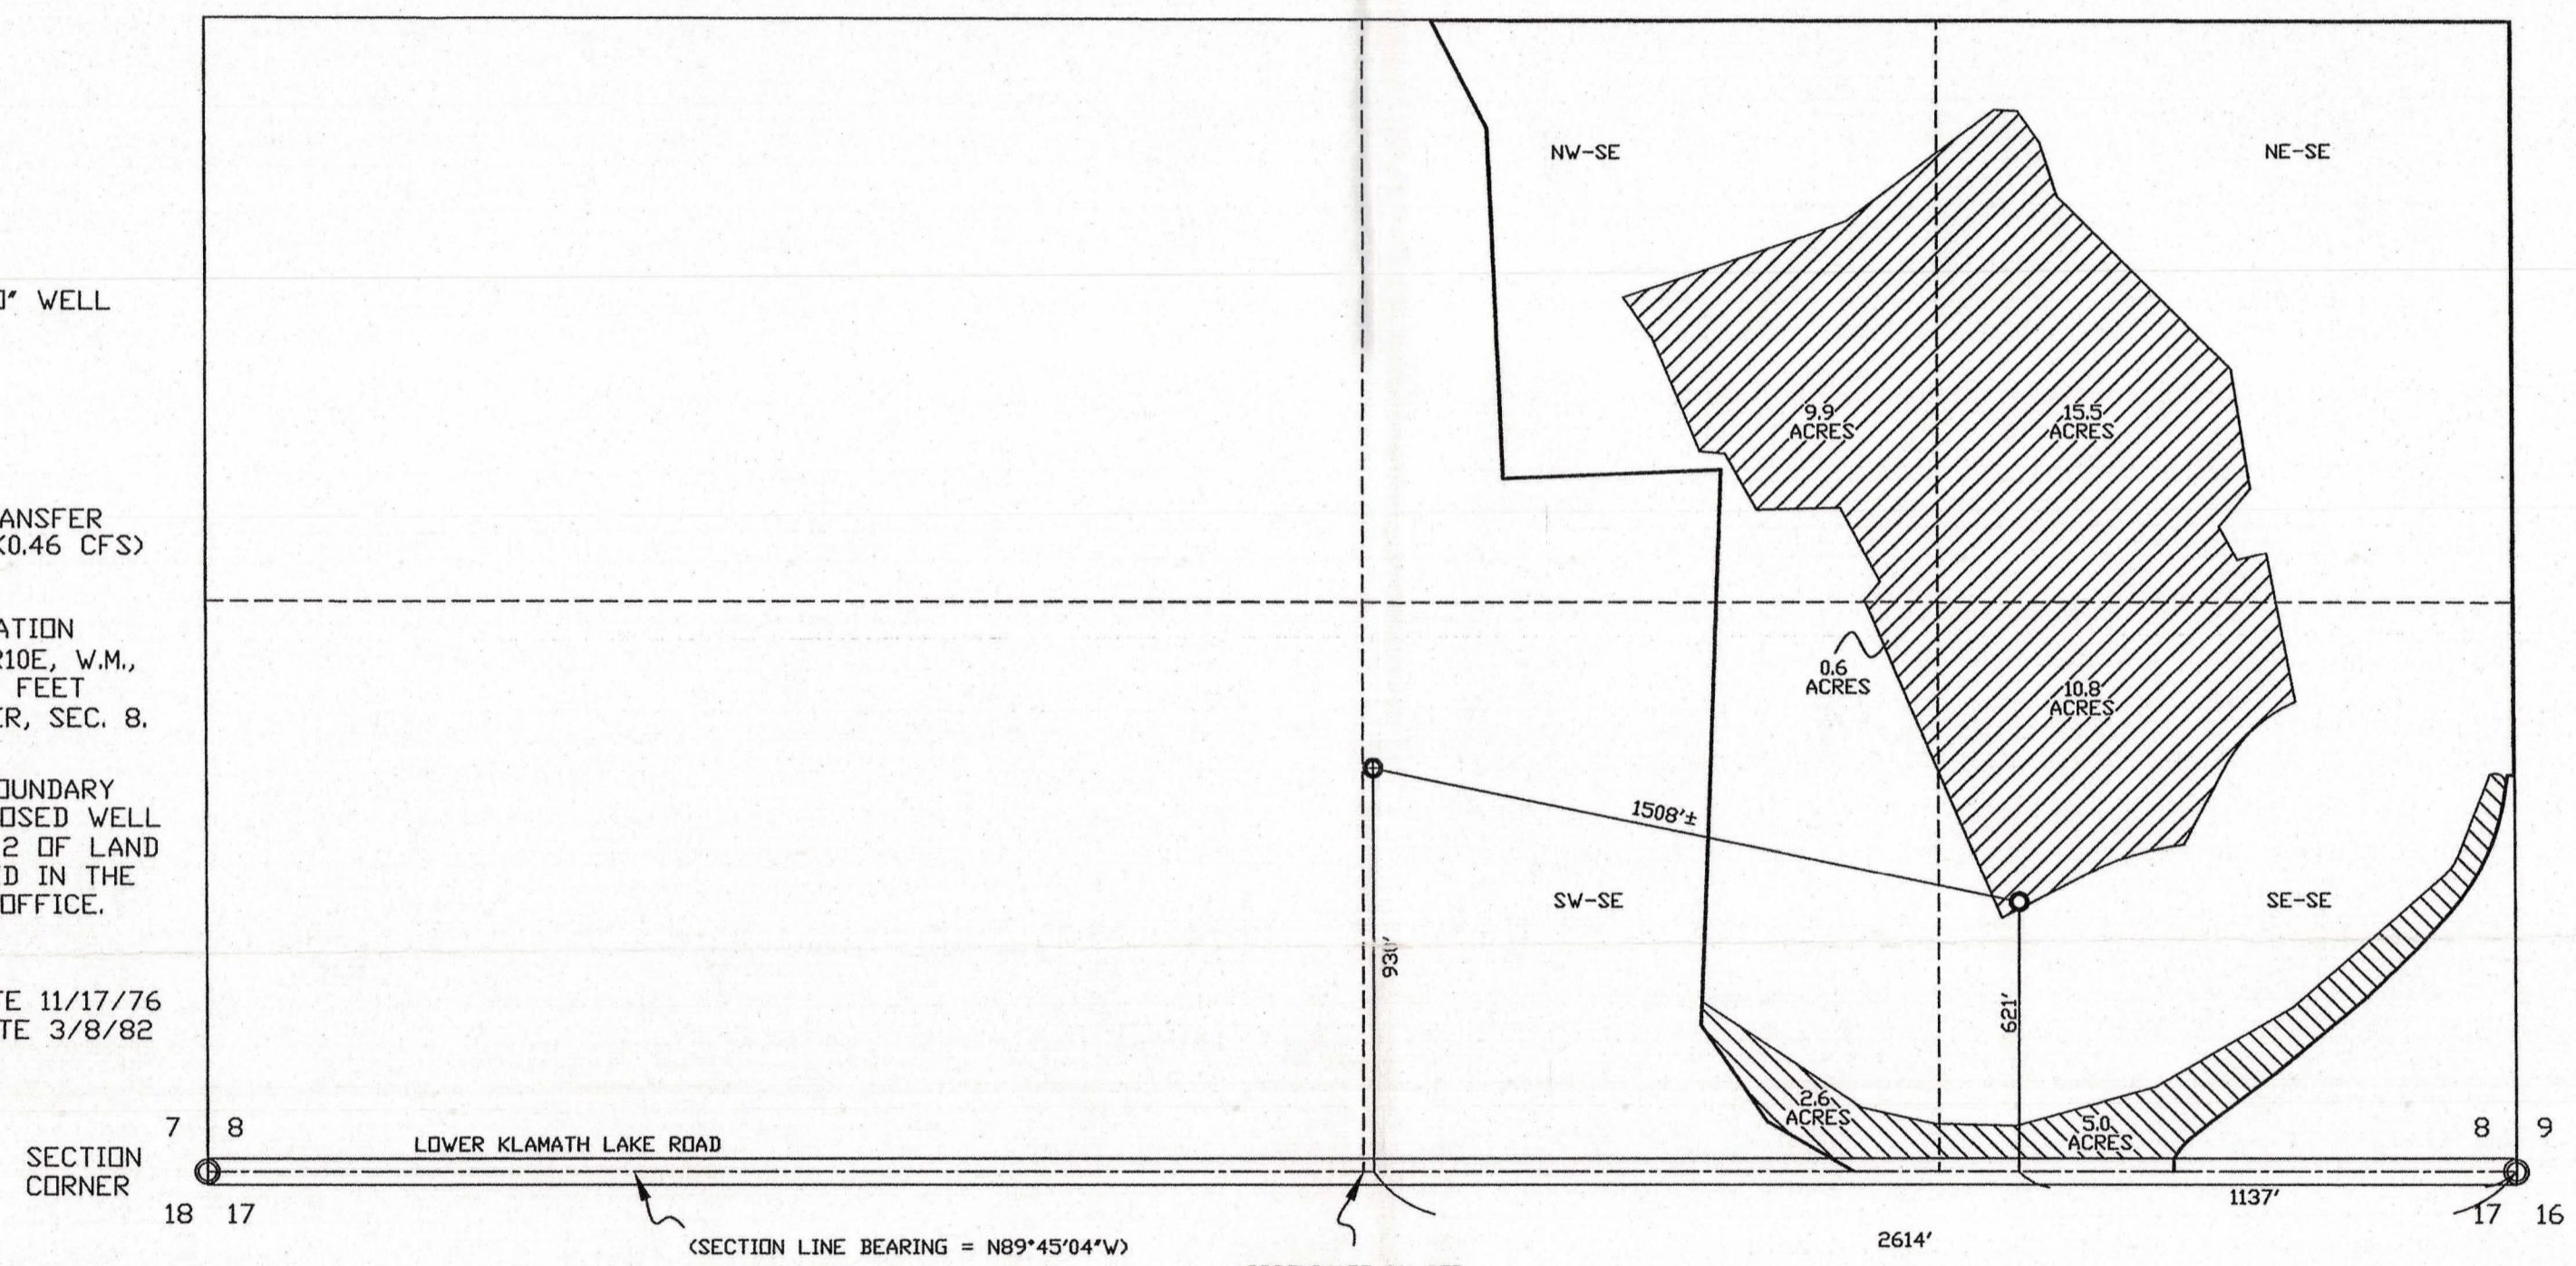 WELL
NW-SE
NE-SE
9.9
ACRES
15.5
ACRES
ANSFER
(0.46 CFS)
ATION
R10E, W.M.,
FEET
ER, SEC. 8.
0.6
ACRES
10.8
ACRES
OUNDARY
OSED WELL
2 OF LAND
D IN THE
OFFICE.
1508'±
SW-SE
SE-SE
930'
621'
TE 11/17/76
TE 3/8/82
2.6
ACRES
5.0
ACRES
7 8
8 9
LOWER KLAMATH LAKE ROAD
SECTION
CORNER
18 17
17 16
1137'
(SECTION LINE BEARING = N89°45'04"W)
2614'